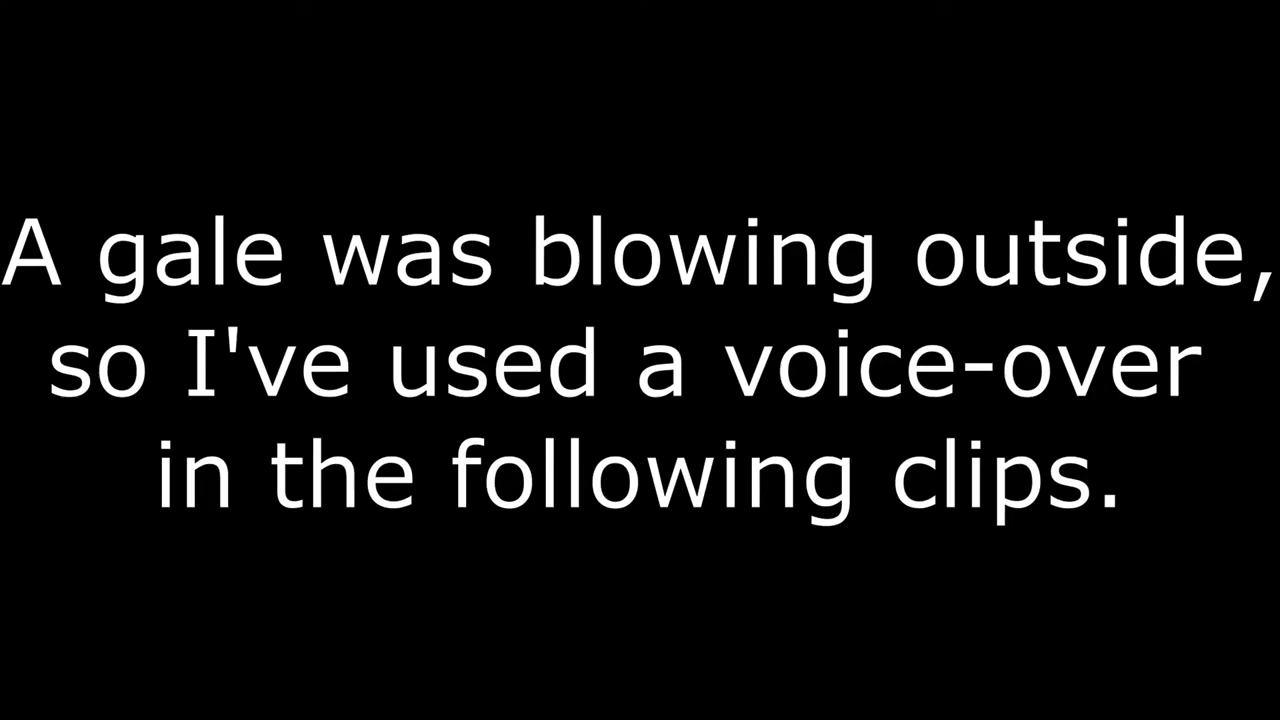 A gale was blowing outside,
so I've used a voice-over
in the following clips.